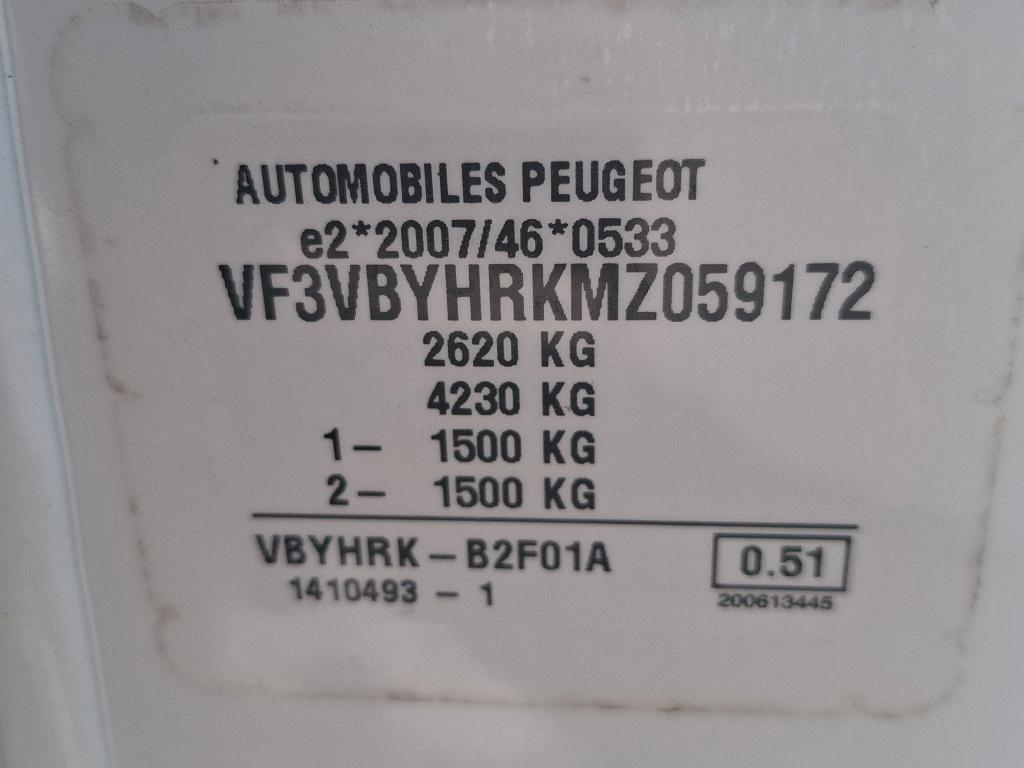 AUTOMOBILES PEUGEOT
e2*2007/46*0533
VF3VBYHRKMZ059172
2620 KG
4230 KG
1- 1500 KG
2- 1500 KG
VBYHRK-B2F01A
0.51
1410493 - 1
200613445